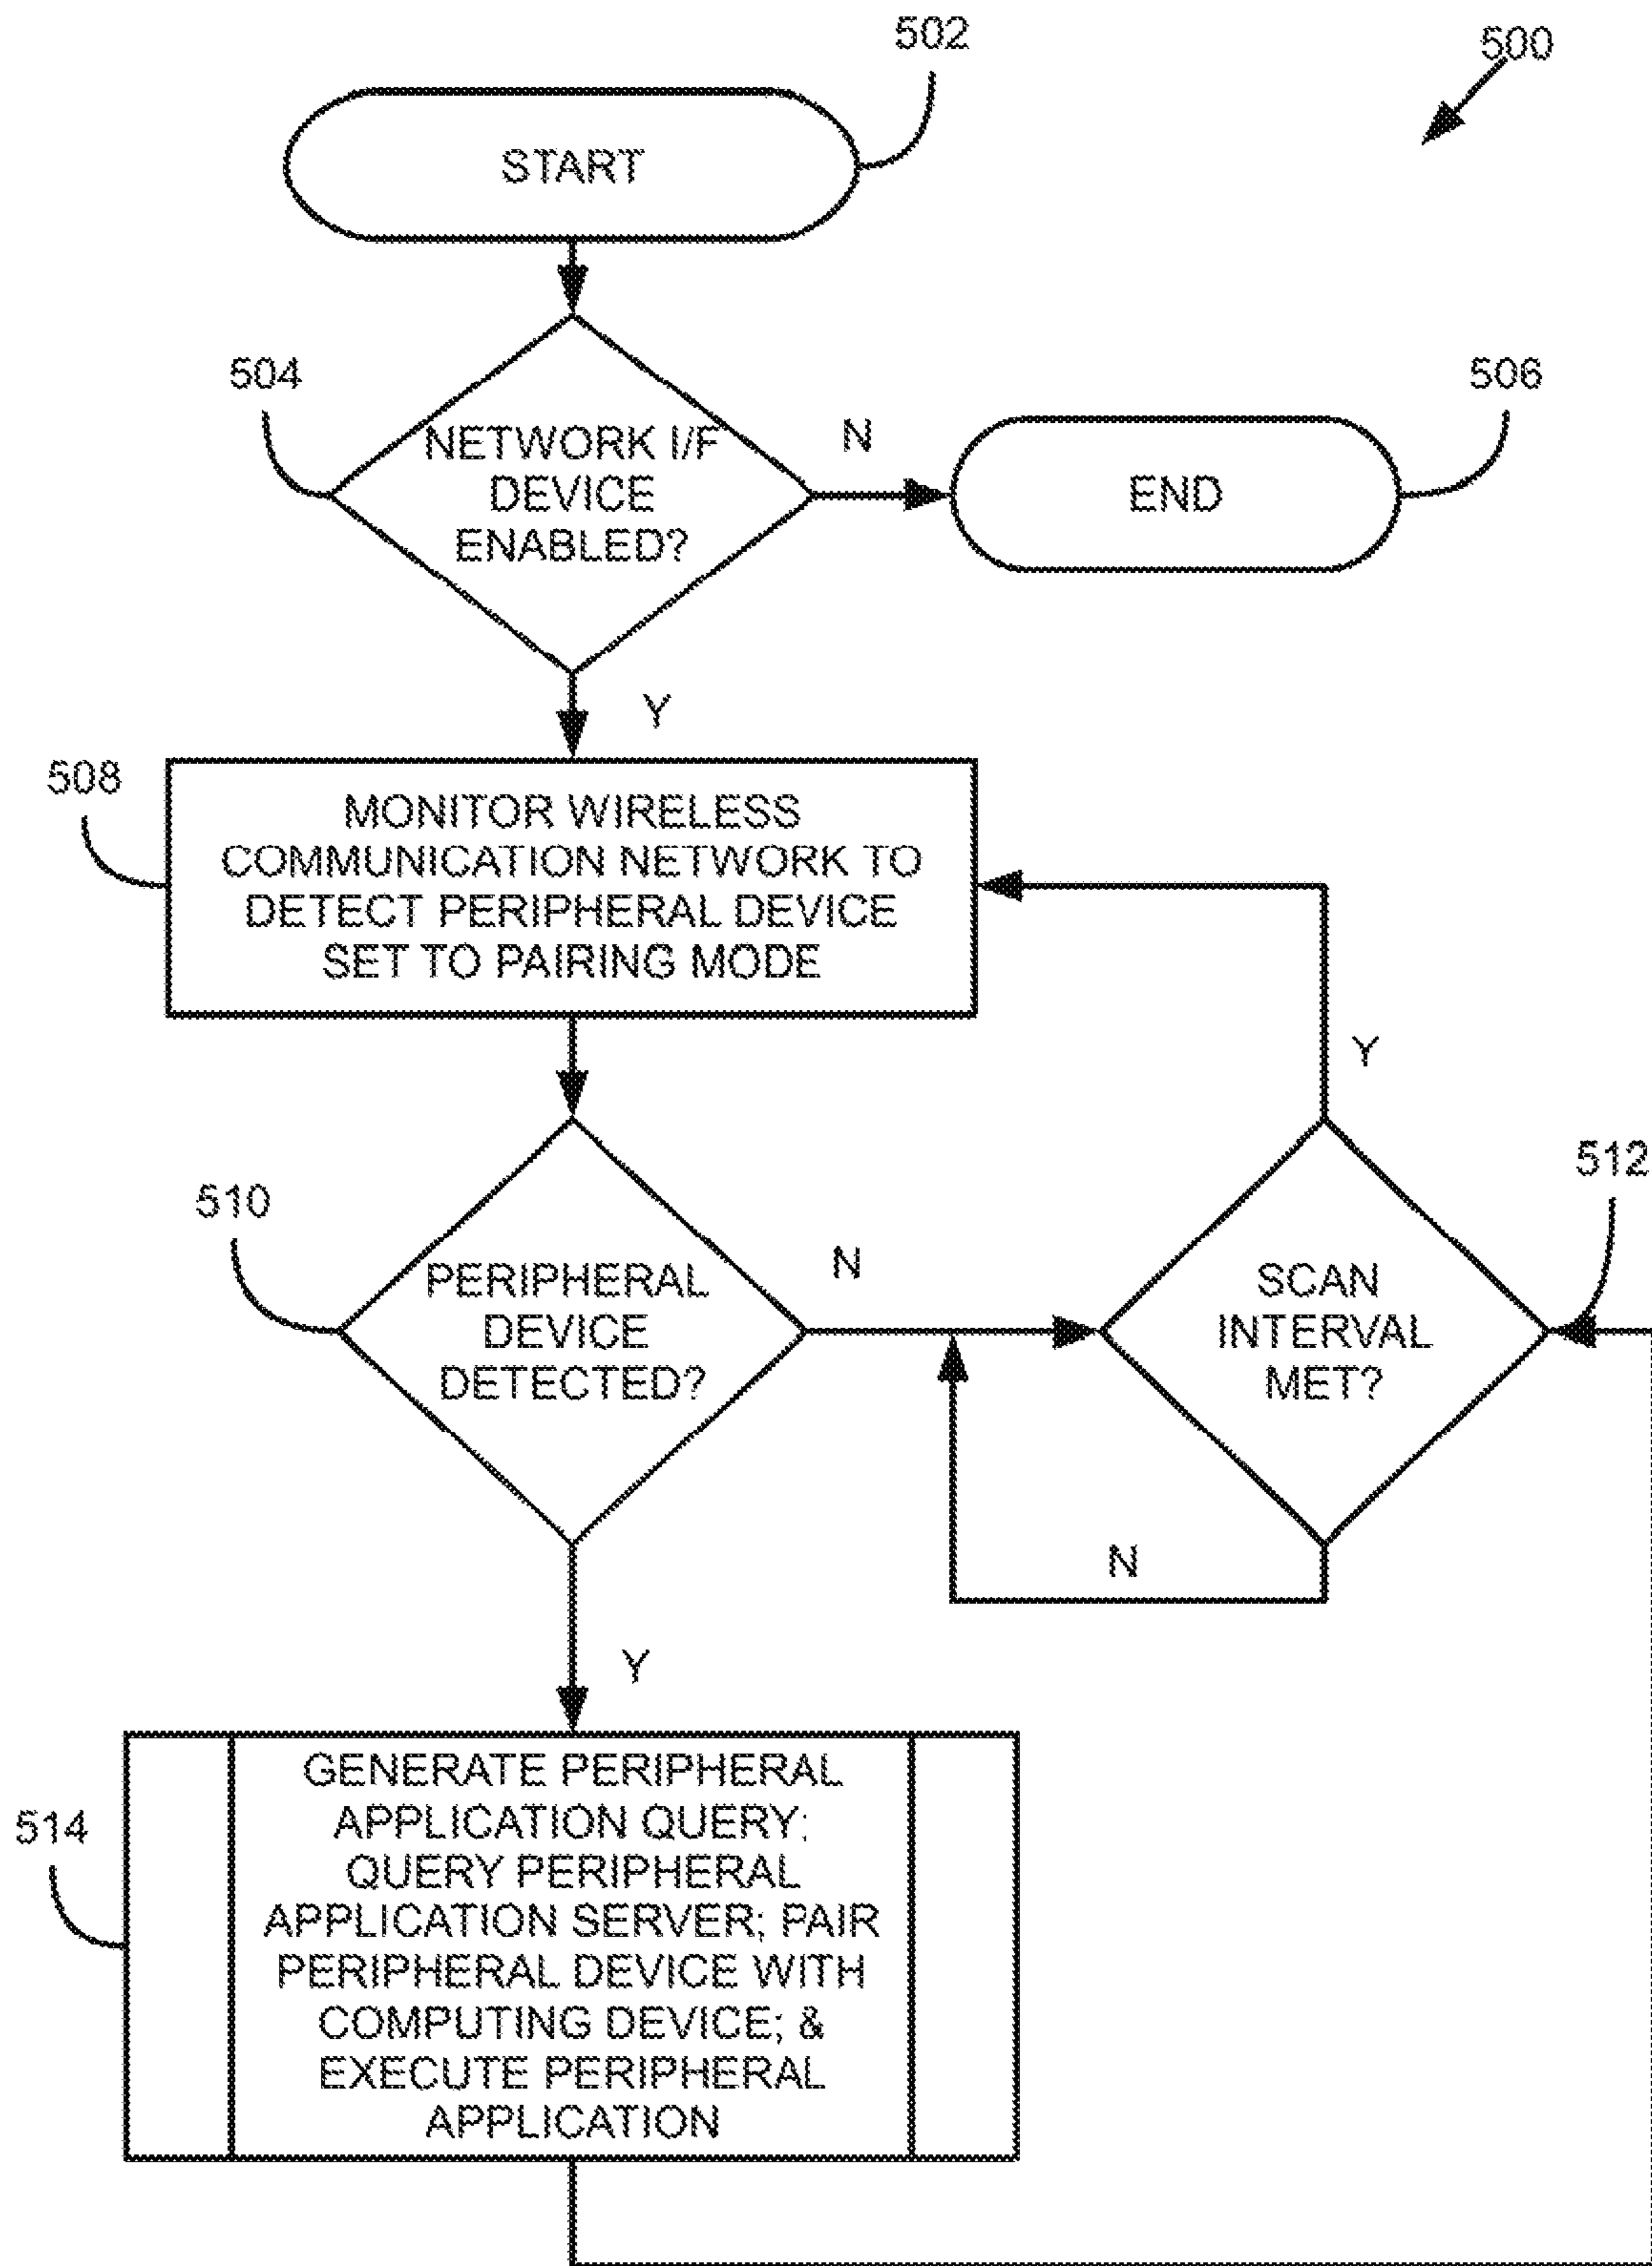 502
500
START
504
506
NETWORK I/F
DEVICE
ENABLED?
N
END
Y
508
MONITOR WIRELESS
COMMUNICATION NETWORK TO
DETECT PERIPHERAL DEVICE
SET TO PAIRING MODE
Y
512
510
N
PERIPHERAL
DEVICE
DETECTED?
SCAN
INTERVAL
MET?
N
Y
514
GENERATE PERIPHERAL
APPLICATION QUERY;
QUERY PERIPHERAL
APPLICATION SERVER; PAIR
PERIPHERAL DEVICE WITH
COMPUTING DEVICE; &
EXECUTE PERIPHERAL
APPLICATION